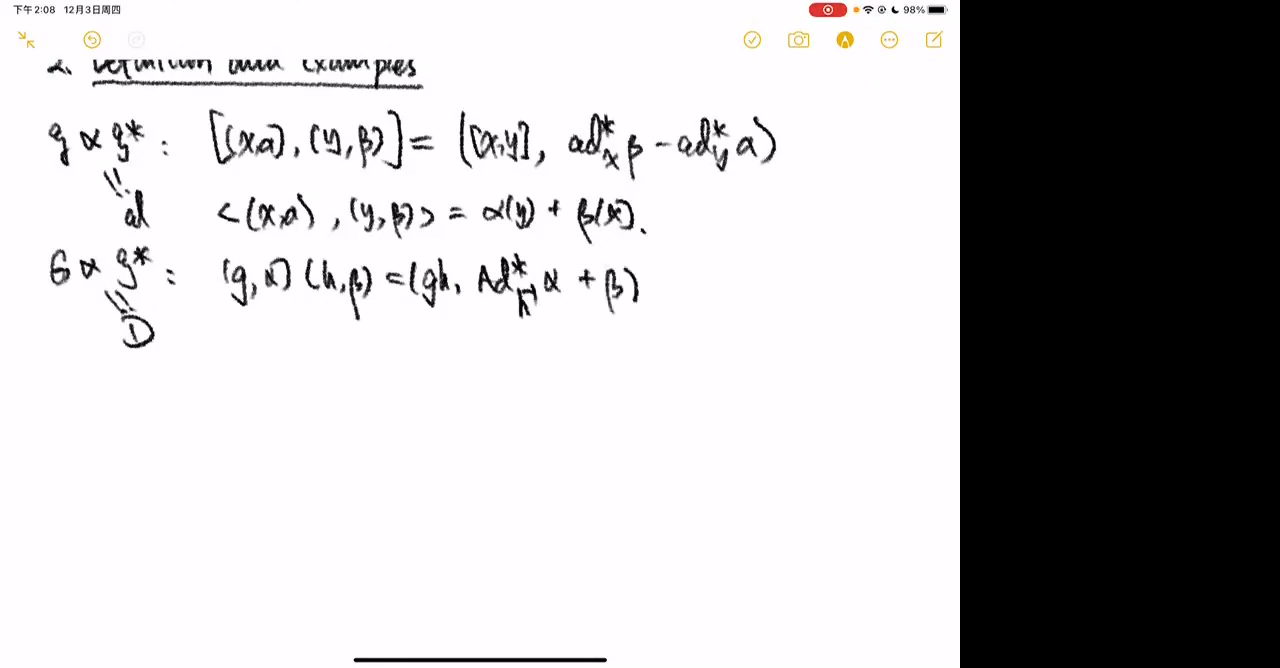 下午2:08 12月3日周四 98%
2. Definition and Examples
g ∝ g* : [(x,α), (y,β)] = ([x,y], ad*_x β - ad*_y α)
d <(x,α), (y,β)> = α(y) + β(x).
G ∝ g* : (g,α)(h,β) = (gh, Ad*_{h^{-1}} α + β)
D